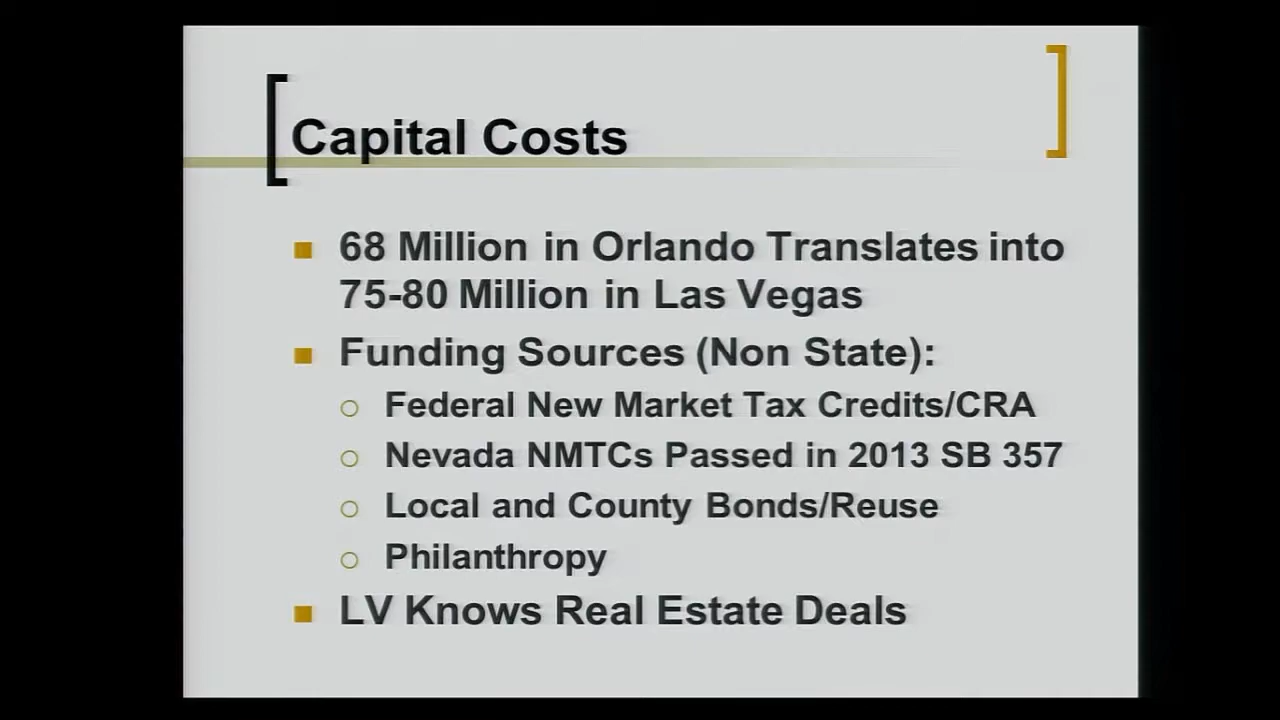 Capital Costs
68 Million in Orlando Translates into
75-80 Million in Las Vegas
Funding Sources (Non State):
Federal New Market Tax Credits/CRA
Nevada NMTCs Passed in 2013 SB 357
Local and County Bonds/Reuse
Philanthropy
LV Knows Real Estate Deals